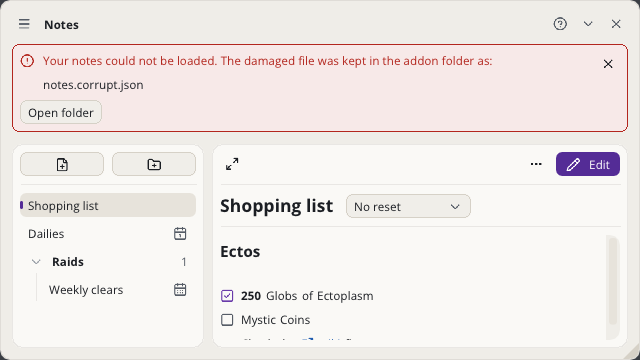 Notes
Your notes could not be loaded. The damaged file was kept in the addon folder as:
notes.corrupt.json
Open folder
Edit
Shopping list
Dailies
Raids 1
Weekly clears
Shopping list No reset
Ectos
250 Globs of Ectoplasm
Mystic Coins